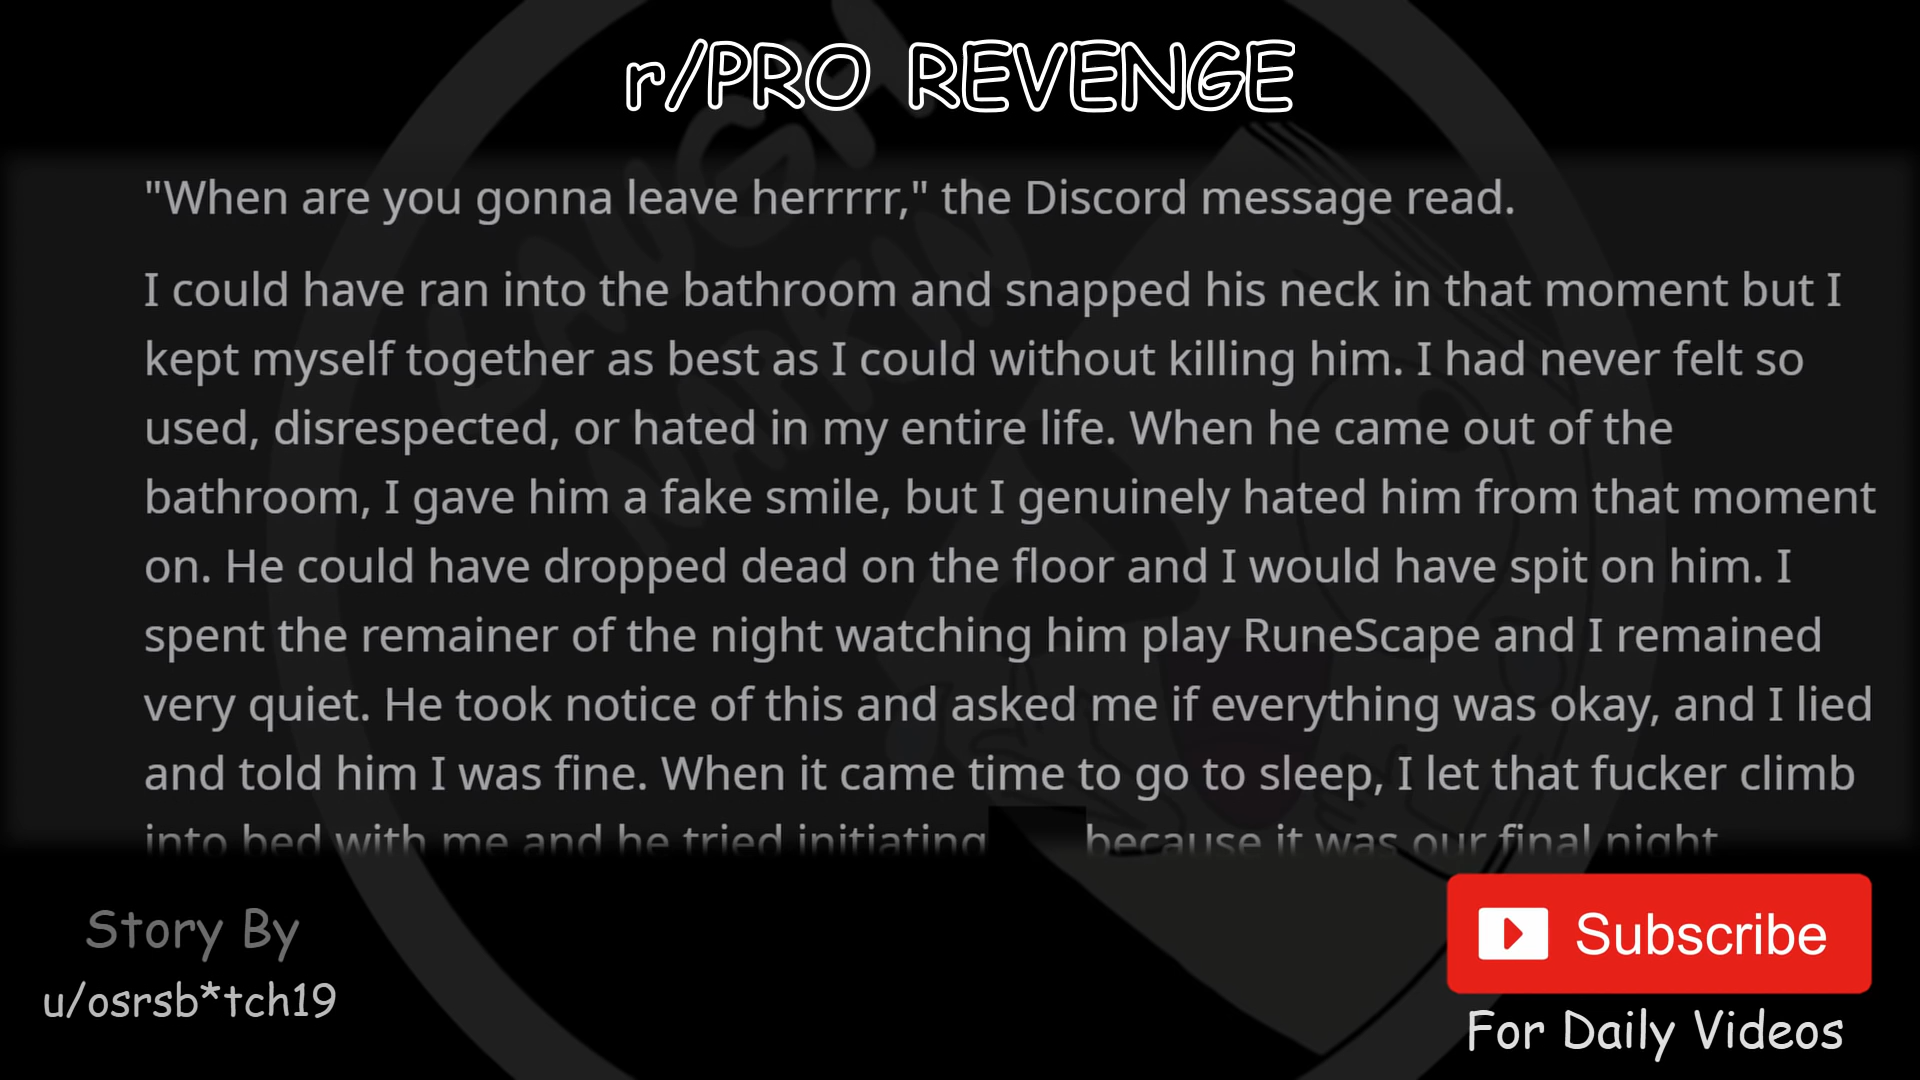 r/PRO REVENGE
"When are you gonna leave herrrrr," the Discord message read.
I could have ran into the bathroom and snapped his neck in that moment but I
kept myself together as best as I could without killing him. I had never felt so
used, disrespected, or hated in my entire life. When he came out of the
bathroom, I gave him a fake smile, but I genuinely hated him from that moment
on. He could have dropped dead on the floor and I would have spit on him. I
spent the remainer of the night watching him play RuneScape and I remained
very quiet. He took notice of this and asked me if everything was okay, and I lied
and told him I was fine. When it came time to go to sleep, I let that fucker climb
into bed with me and he tried initiating because it was our final night
LAUGH
NAPKIN
Story By
u/osrsb*tch19
Subscribe
For Daily Videos